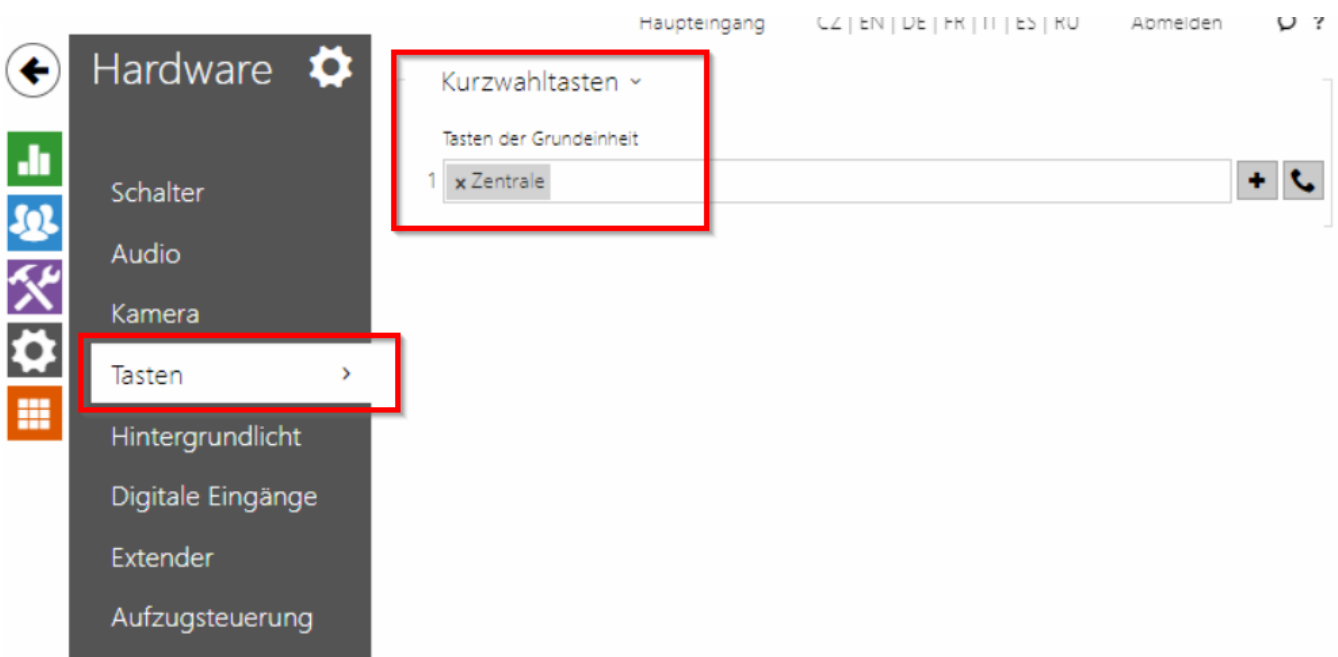 Haupteingang CZ | EN | DE | FR | IT | ES | RU Abmelden ?
Hardware
Kurzwahltasten
Tasten der Grundeinheit
1 x Zentrale
Schalter
Audio
Kamera
Tasten
Hintergrundlicht
Digitale Eingänge
Extender
Aufzugsteuerung